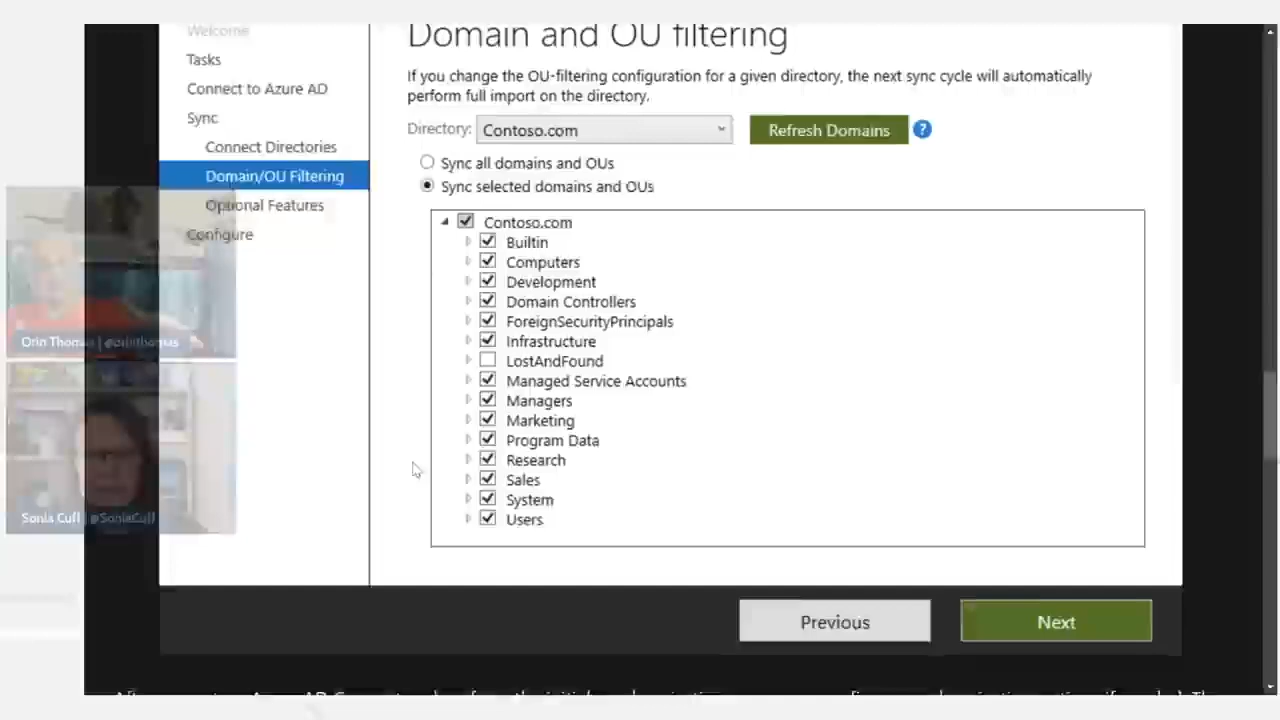 Welcome
Domain and OU filtering
Tasks
Connect to Azure AD
Sync
Connect Directories
Domain/OU Filtering
Optional Features
Configure
If you change the OU-filtering configuration for a given directory, the next sync cycle will automatically
perform full import on the directory.
Directory: Contoso.com Refresh Domains ?
Sync all domains and OUs
Sync selected domains and OUs
Contoso.com
Builtin
Computers
Development
Domain Controllers
ForeignSecurityPrincipals
Infrastructure
LostAndFound
Managed Service Accounts
Managers
Marketing
Program Data
Research
Sales
System
Users
Orin Thomas | @orinthomas
Sonia Cuff | @SoniaCuff
Previous Next